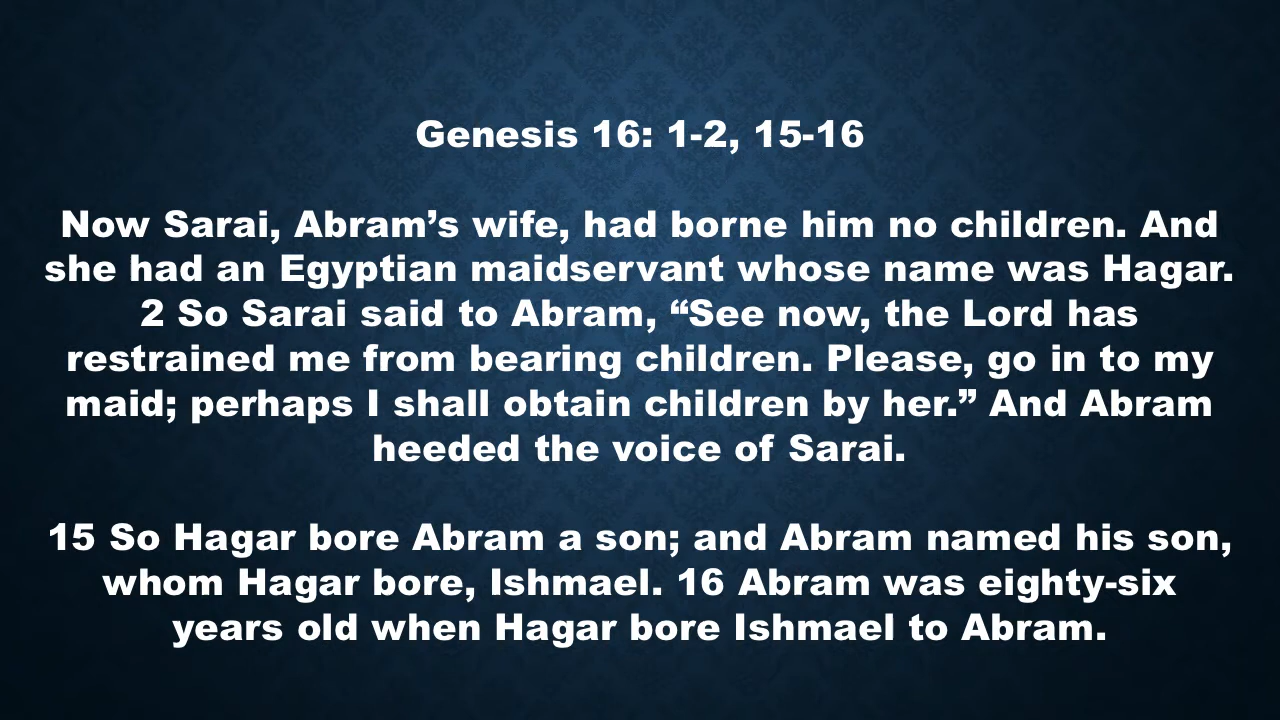 Genesis 16: 1-2, 15-16
Now Sarai, Abram’s wife, had borne him no children. And
she had an Egyptian maidservant whose name was Hagar.
2 So Sarai said to Abram, “See now, the Lord has
restrained me from bearing children. Please, go in to my
maid; perhaps I shall obtain children by her.” And Abram
heeded the voice of Sarai.
15 So Hagar bore Abram a son; and Abram named his son,
whom Hagar bore, Ishmael. 16 Abram was eighty-six
years old when Hagar bore Ishmael to Abram.